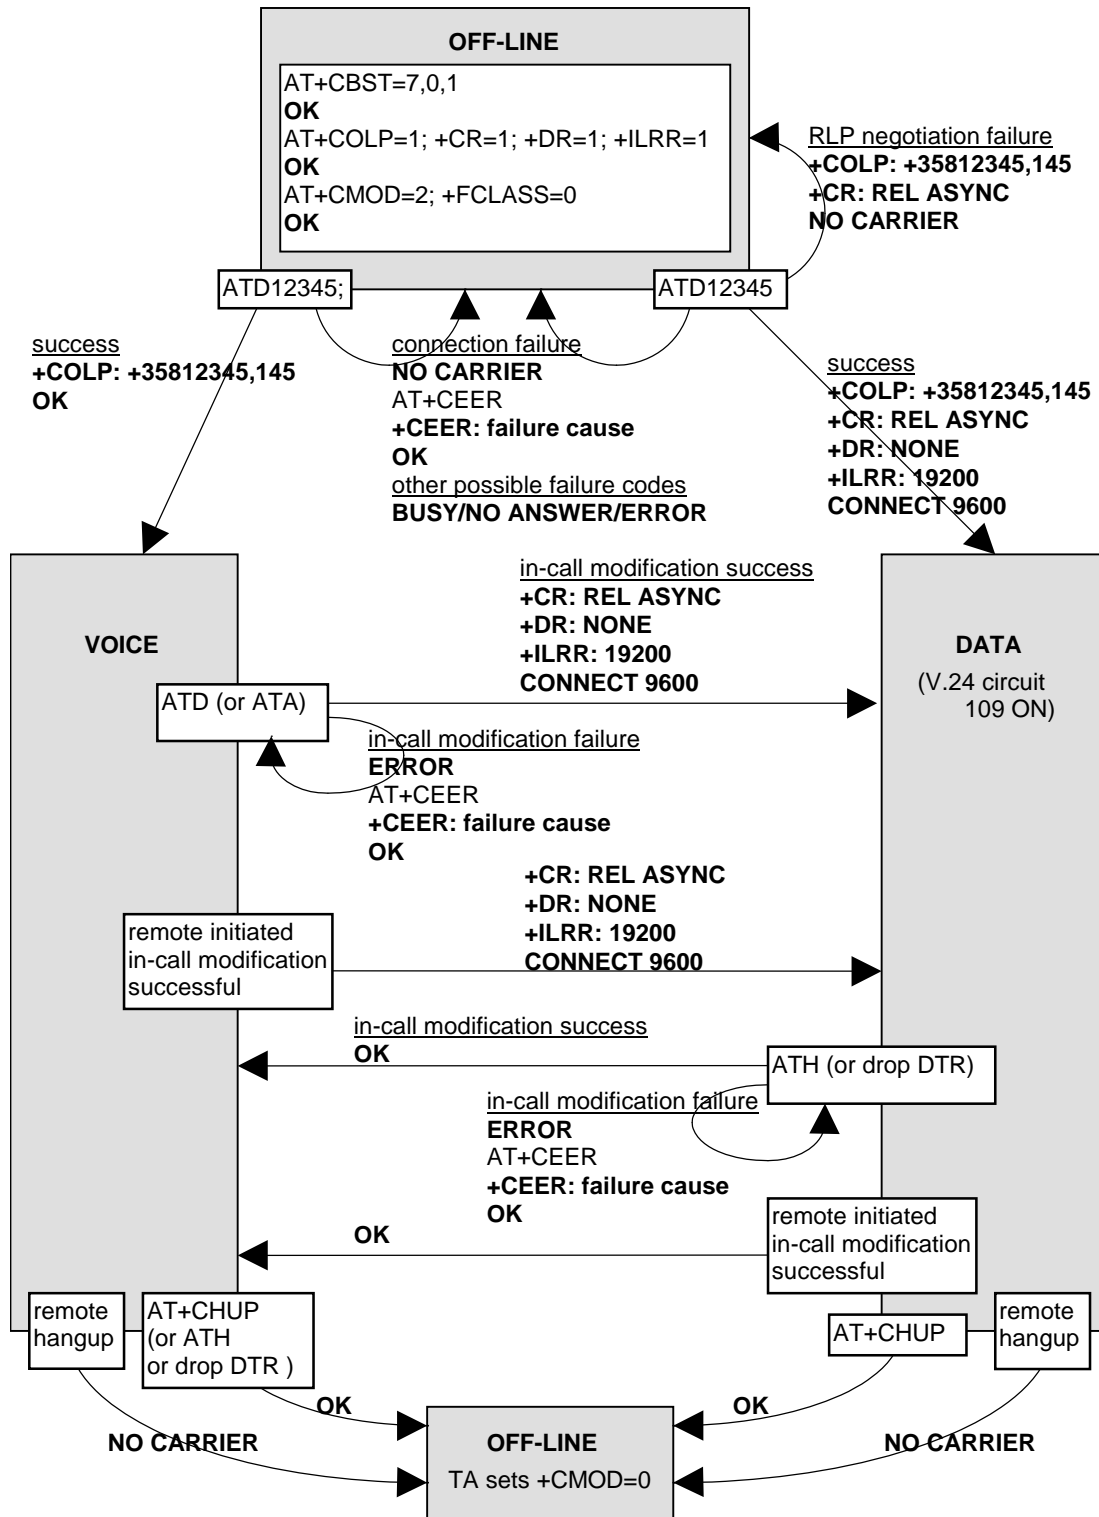 OFF-LINE
AT+CBST=7,0,1
OK
AT+COLP=1; +CR=1; +DR=1; +ILRR=1
OK
AT+CMOD=2; +FCLASS=0
OK
RLP negotiation failure
+COLP: +35812345,145
+CR: REL ASYNC
NO CARRIER
ATD12345;
ATD12345
success
+COLP: +35812345,145
OK
connection failure
NO CARRIER
AT+CEER
+CEER: failure cause
OK
other possible failure codes
BUSY/NO ANSWER/ERROR
success
+COLP: +35812345,145
+CR: REL ASYNC
+DR: NONE
+ILRR: 19200
CONNECT 9600
VOICE
in-call modification success
+CR: REL ASYNC
+DR: NONE
+ILRR: 19200
CONNECT 9600
DATA
(V.24 circuit
109 ON)
ATD (or ATA)
in-call modification failure
ERROR
AT+CEER
+CEER: failure cause
OK
+CR: REL ASYNC
+DR: NONE
+ILRR: 19200
CONNECT 9600
remote initiated
in-call modification
successful
in-call modification success
OK
ATH (or drop DTR)
in-call modification failure
ERROR
AT+CEER
+CEER: failure cause
OK
remote initiated
in-call modification
successful
OK
remote
hangup
AT+CHUP
(or ATH
or drop DTR )
AT+CHUP
remote
hangup
OK
NO CARRIER
OK
NO CARRIER
OFF-LINE
TA sets +CMOD=0